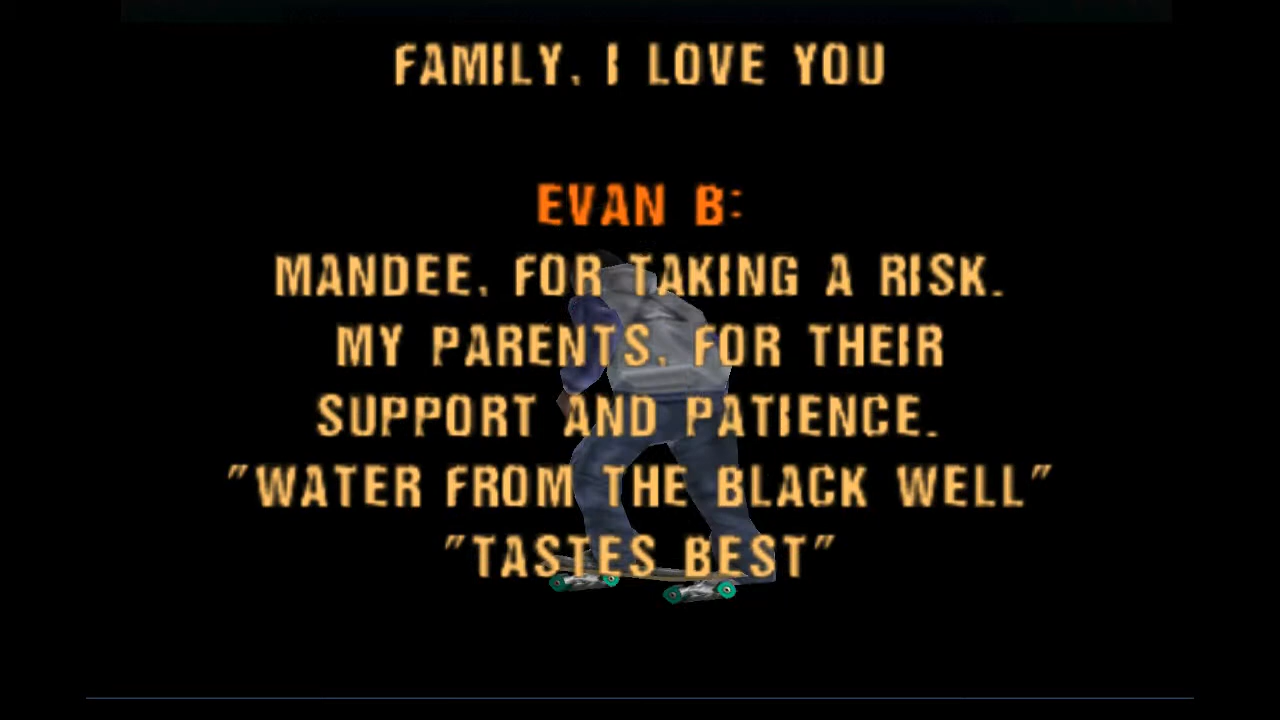 FAMILY, I LOVE YOU
EVAN B:
MANDEE, FOR TAKING A RISK.
MY PARENTS, FOR THEIR
SUPPORT AND PATIENCE.
"WATER FROM THE BLACK WELL"
"TASTES BEST"